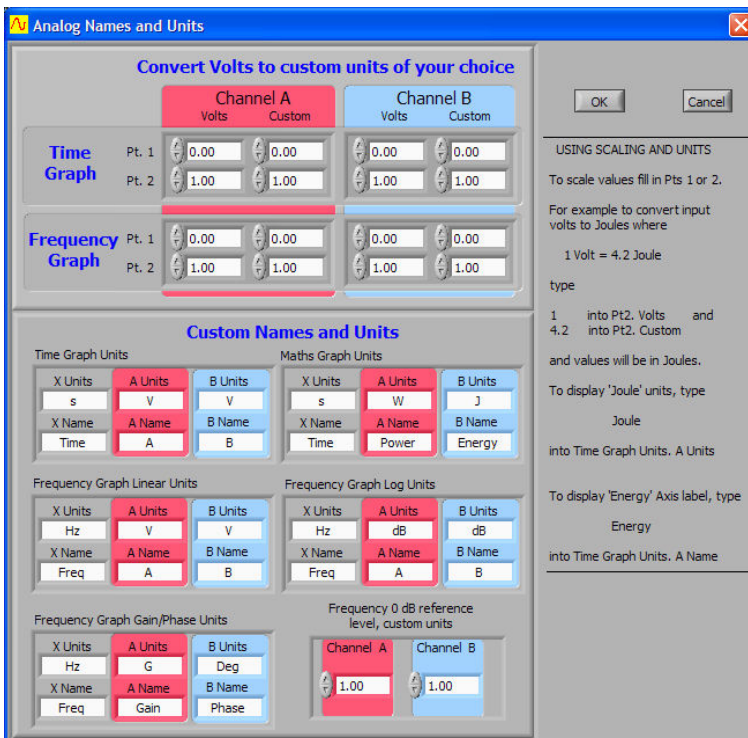 Analog Names and Units
Convert Volts to custom units of your choice
Channel A Channel B
Volts Custom Volts Custom
Time Graph Pt. 1 0.00 0.00 0.00 0.00
Pt. 2 1.00 1.00 1.00 1.00
Frequency Graph Pt. 1 0.00 0.00 0.00 0.00
Pt. 2 1.00 1.00 1.00 1.00
Custom Names and Units
Time Graph Units
X Units A Units B Units
s V V
X Name A Name B Name
Time A B
Maths Graph Units
X Units A Units B Units
s W J
X Name A Name B Name
Time Power Energy
Frequency Graph Linear Units
X Units A Units B Units
Hz V V
X Name A Name B Name
Freq A B
Frequency Graph Log Units
X Units A Units B Units
Hz dB dB
X Name A Name B Name
Freq A B
Frequency Graph Gain/Phase Units
X Units A Units B Units
Hz G Deg
X Name A Name B Name
Freq Gain Phase
Frequency 0 dB reference
level, custom units
Channel A Channel B
1.00 1.00
OK Cancel
USING SCALING AND UNITS
To scale values fill in Pts 1 or 2.
For example to convert input
volts to Joules where
1 Volt = 4.2 Joule
type
1 into Pt2. Volts and
4.2 into Pt2. Custom
and values will be in Joules.
To display 'Joule' units, type
Joule
into Time Graph Units. A Units
To display 'Energy' Axis label, type
Energy
into Time Graph Units. A Name